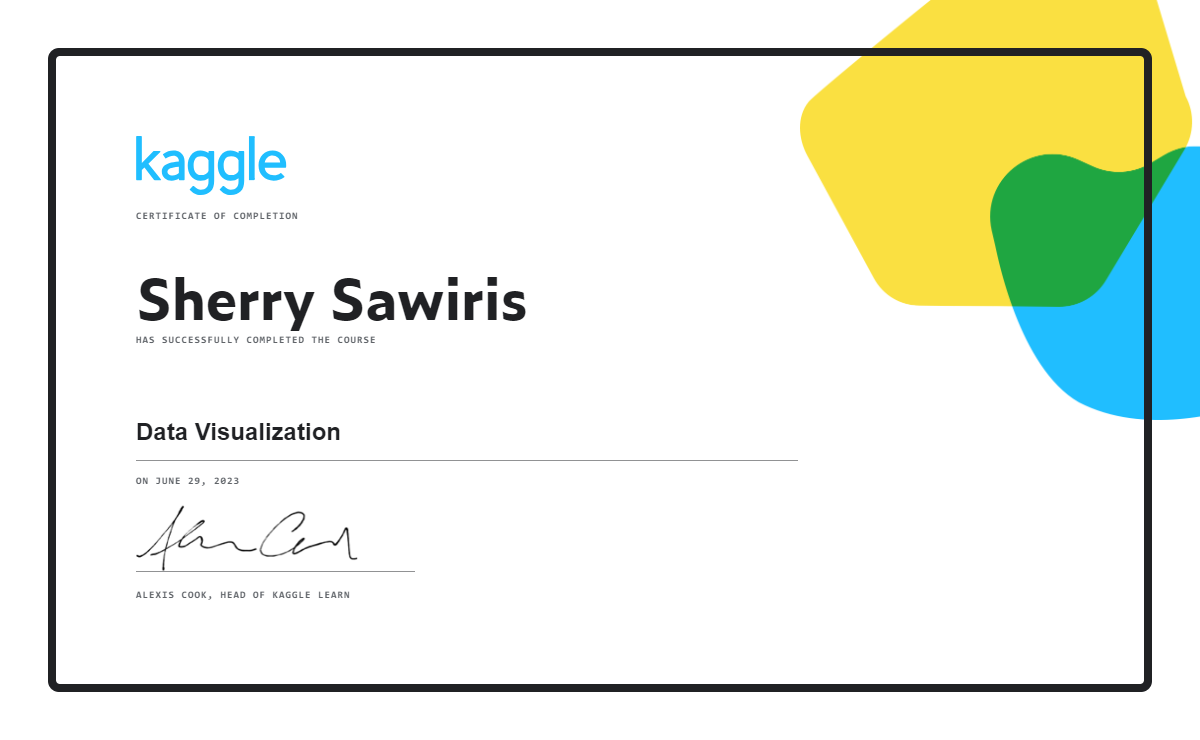 kaggle
CERTIFICATE OF COMPLETION
Sherry Sawiris
HAS SUCCESSFULLY COMPLETED THE COURSE
Data Visualization
ON JUNE 29, 2023
Alexis Cook
ALEXIS COOK, HEAD OF KAGGLE LEARN